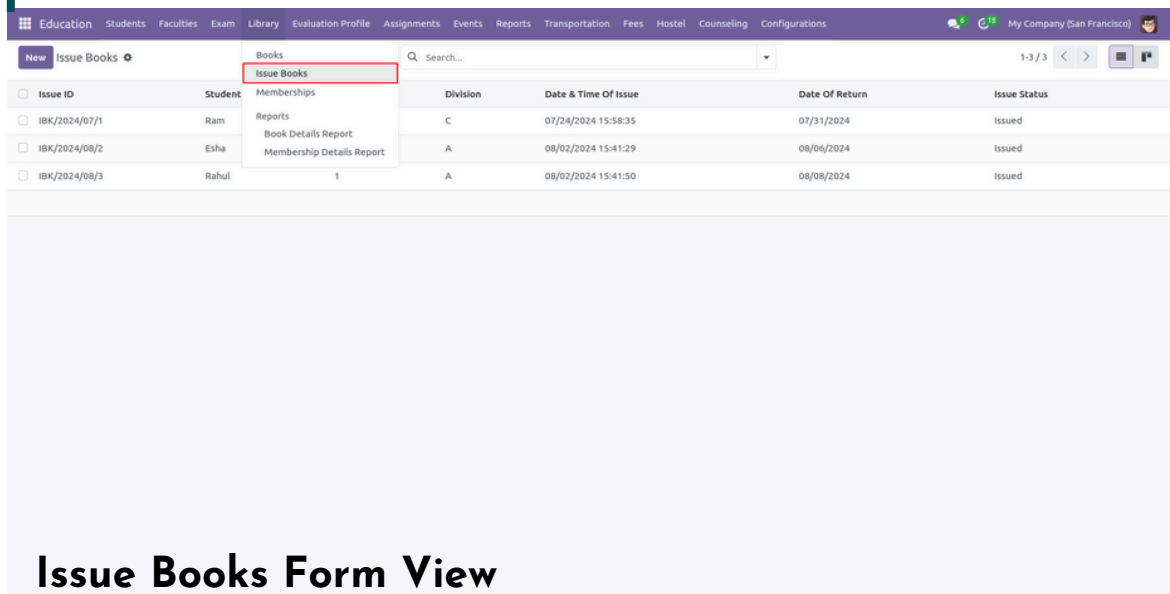 Education Students Faculties Exam Library Evaluation Profile Assignments Events Reports Transportation Fees Hostel Counseling Configurations 6 18 My Company (San Francisco)
New Issue Books Search... 1-3 / 3
Books
Issue Books
Memberships
Reports
Book Details Report
Membership Details Report
Issue ID Student Division Date & Time Of Issue Date Of Return Issue Status
IBK/2024/07/1 Ram C 07/24/2024 15:58:35 07/31/2024 Issued
IBK/2024/08/2 Esha A 08/02/2024 15:41:29 08/06/2024 Issued
IBK/2024/08/3 Rahul 1 A 08/02/2024 15:41:50 08/08/2024 Issued
Issue Books Form View